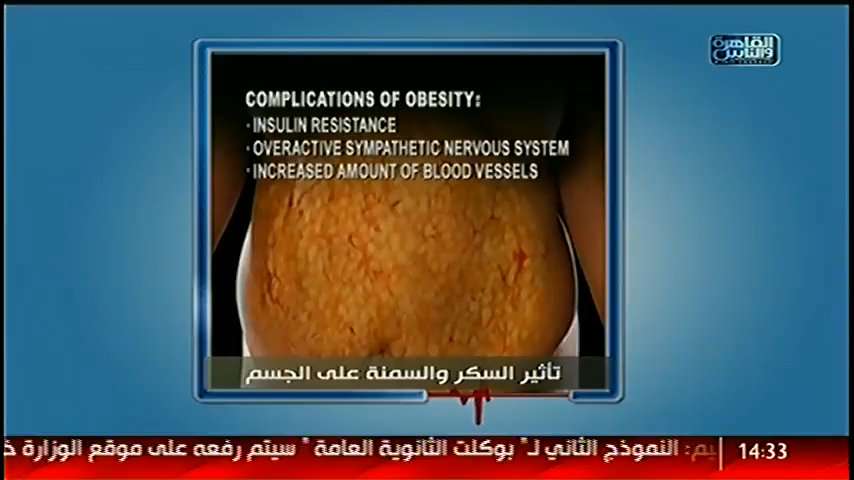 القاهرة
والناس
COMPLICATIONS OF OBESITY:
· INSULIN RESISTANCE
· OVERACTIVE SYMPATHETIC NERVOUS SYSTEM
· INCREASED AMOUNT OF BLOOD VESSELS
تأثير السكر والسمنة على الجسم
يم: النموذج الثاني لـ" بوكلت الثانوية العامة " سيتم رفعه على موقع الوزارة خ
14:33